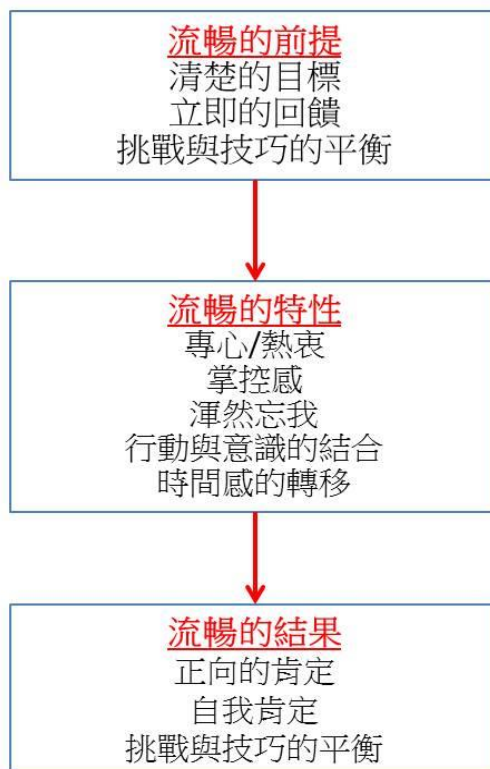 流暢的前提
清楚的目標
立即的回饋
挑戰與技巧的平衡
流暢的特性
專心/熱衷
掌控感
渾然忘我
行動與意識的結合
時間感的轉移
流暢的結果
正向的肯定
自我肯定
挑戰與技巧的平衡